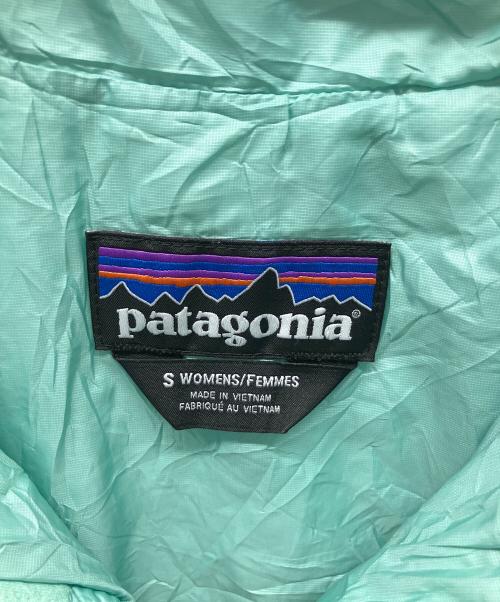 patagonia®
S WOMENS/FEMMES
MADE IN VIETNAM
FABRIQUÉ AU VIETNAM